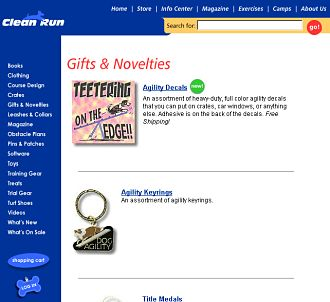 Home | Store | Info Center | Magazine | Exercises | Camps | About Us
Clean Run
Search for:
go!
Books
Clothing
Course Design
Crates
Gifts & Novelties
Leashes & Collars
Magazine
Obstacle Plans
Pins & Patches
Software
Toys
Training Gear
Treats
Trial Gear
Turf Shoes
Videos
What's New
What's On Sale
shopping cart
LOG IN
Gifts & Novelties
TEETERING
ON THE
EDGE!!
Agility Decals new!
An assortment of heavy-duty, full color agility decals
that you can put on crates, car windows, or anything
else. Adhesive is on the back of the decals. Free
Shipping!
Agility Keyrings
An assortment of agility keyrings.
DOG
AGILITY
Title Medals